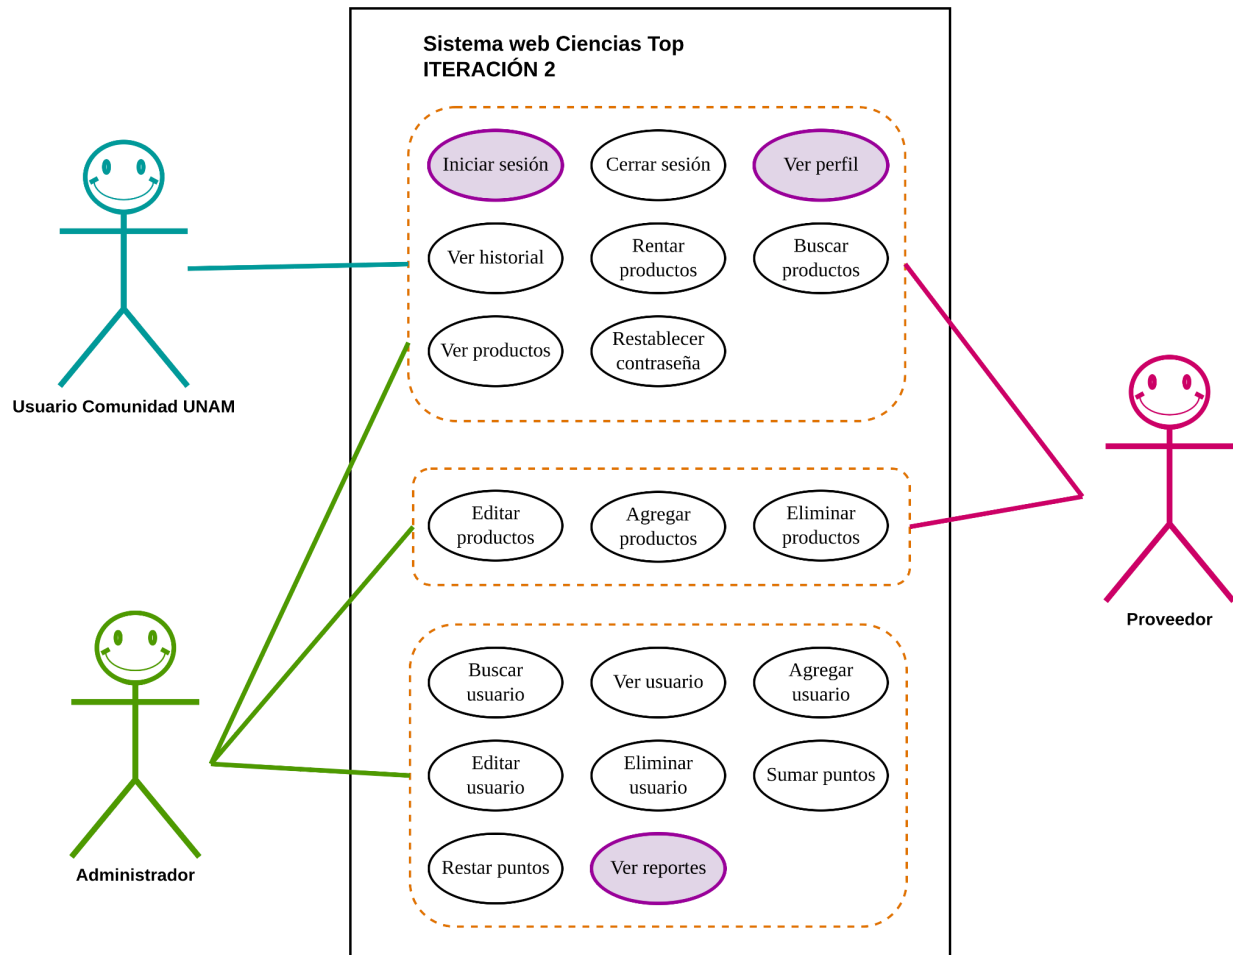 Sistema web Ciencias Top
ITERACIÓN 2
Iniciar sesión
Cerrar sesión
Ver perfil
Ver historial
Rentar
productos
Buscar
productos
Ver productos
Restablecer
contraseña
Usuario Comunidad UNAM
Editar
productos
Agregar
productos
Eliminar
productos
Proveedor
Buscar
usuario
Ver usuario
Agregar
usuario
Editar
usuario
Eliminar
usuario
Sumar puntos
Restar puntos
Ver reportes
Administrador